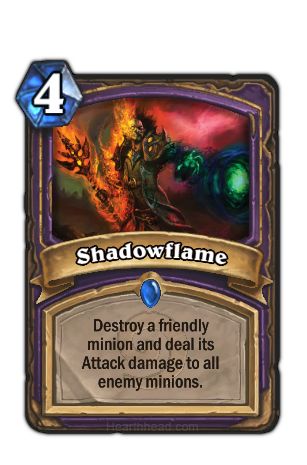 4
Shadowflame
Destroy a friendly
minion and deal its
Attack damage to all
enemy minions.
Hearthhead.com